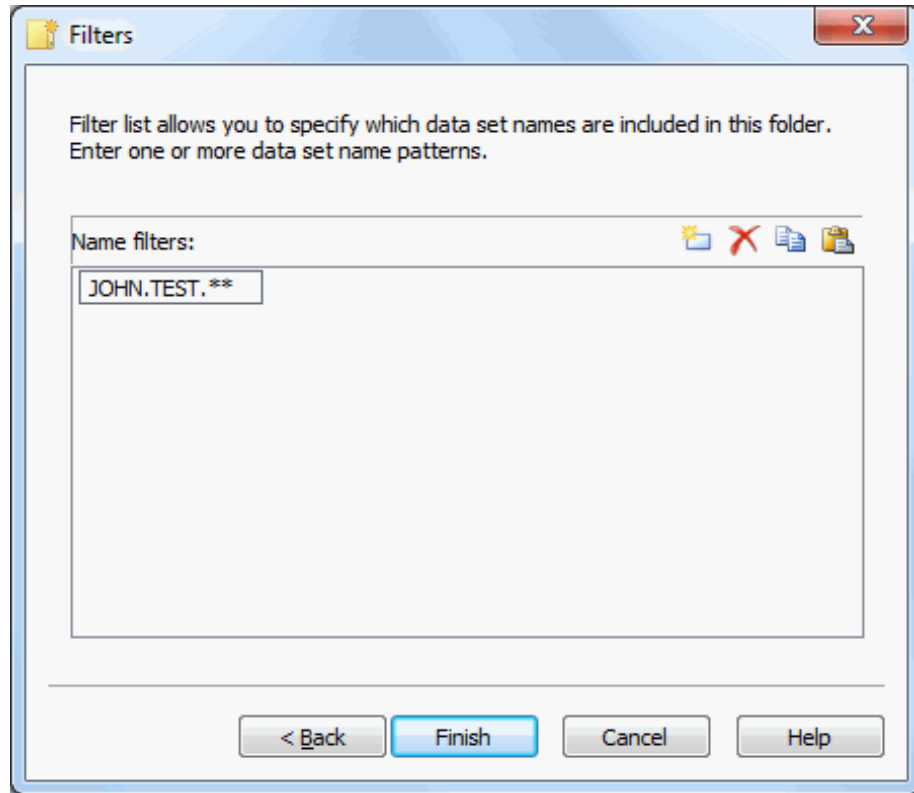 Filters
Filter list allows you to specify which data set names are included in this folder.
Enter one or more data set name patterns.
Name filters:
JOHN.TEST.**
< Back
Finish
Cancel
Help